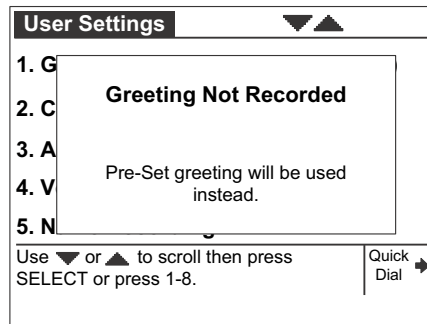 User Settings
1. G
Greeting Not Recorded
2. C
3. A
Pre-Set greeting will be used
instead.
4. V
5. N
Use or to scroll then press
SELECT or press 1-8.
Quick
Dial